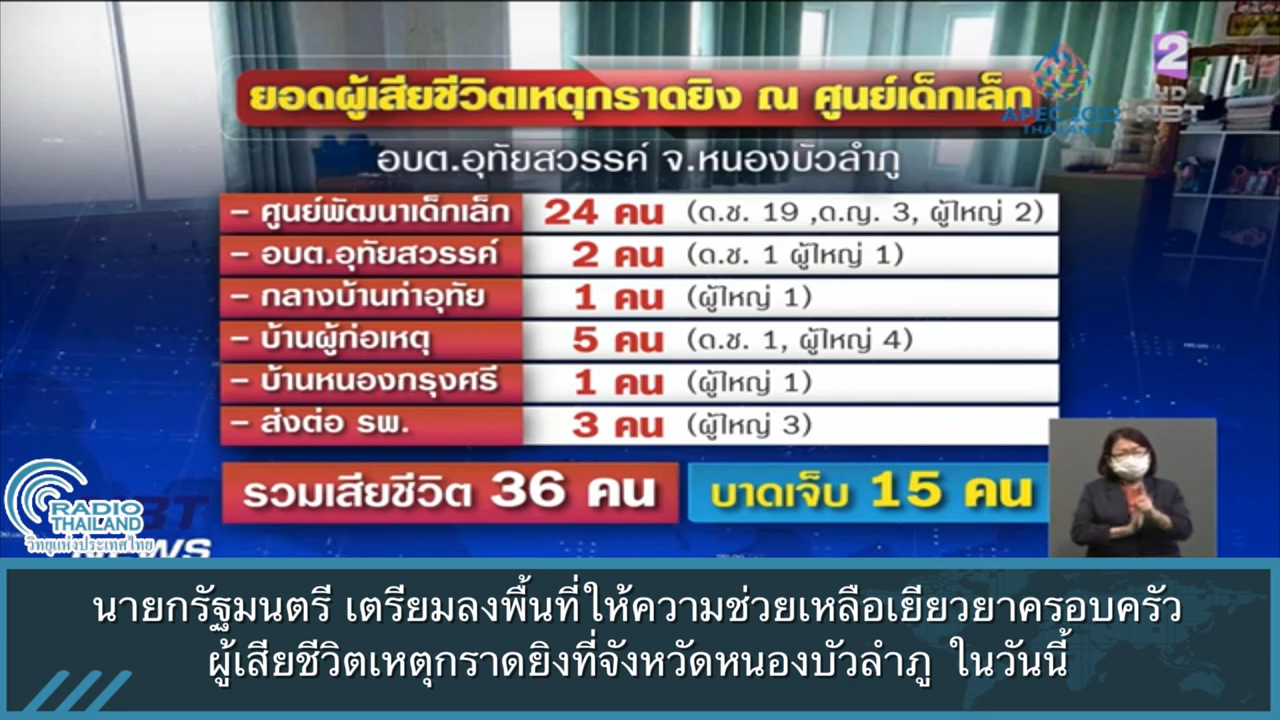 ยอดผู้เสียชีวิตเหตุกราดยิง ณ ศูนย์เด็กเล็ก
2
HD
NBT
APEC 2022
THAILAND
อบต.อุทัยสวรรค์ จ.หนองบัวลำภู
- ศูนย์พัฒนาเด็กเล็ก 24 คน (ด.ช. 19 ,ด.ญ. 3, ผู้ใหญ่ 2)
- อบต.อุทัยสวรรค์ 2 คน (ด.ช. 1 ผู้ใหญ่ 1)
- กลางบ้านท่าอุทัย 1 คน (ผู้ใหญ่ 1)
- บ้านผู้ก่อเหตุ 5 คน (ด.ช. 1, ผู้ใหญ่ 4)
- บ้านหนองกรุงศรี 1 คน (ผู้ใหญ่ 1)
- ส่งต่อ รพ. 3 คน (ผู้ใหญ่ 3)
รวมเสียชีวิต 36 คน บาดเจ็บ 15 คน
RADIO
THAILAND
วิทยุแห่งประเทศไทย
NEWS
นายกรัฐมนตรี เตรียมลงพื้นที่ให้ความช่วยเหลือเยียวยาครอบครัว
ผู้เสียชีวิตเหตุกราดยิงที่จังหวัดหนองบัวลำภู ในวันนี้